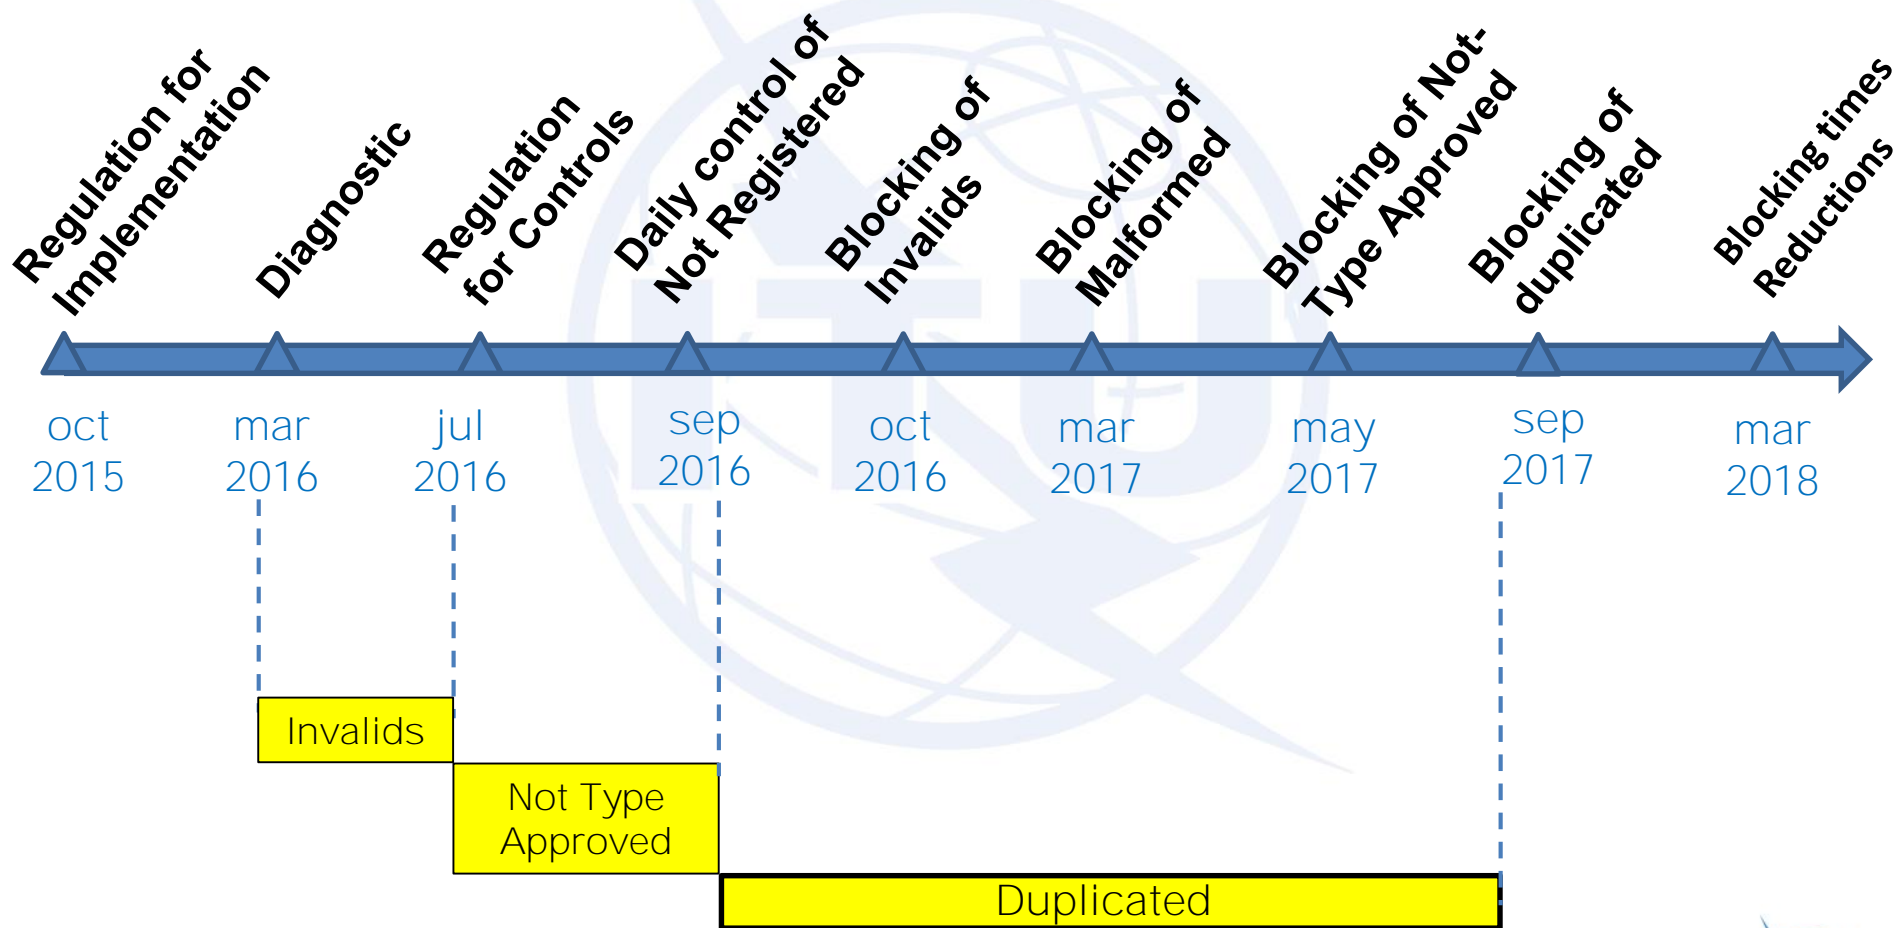 Regulation for
Implementation
Diagnostic
Regulation
for Controls
Daily control of
Not Registered
Blocking of
Invalids
Blocking of
Malformed
Blocking of Not-
Type Approved
Blocking of
duplicated
Blocking times
Reductions
oct
2015
mar
2016
jul
2016
sep
2016
oct
2016
mar
2017
may
2017
sep
2017
mar
2018
Invalids
Not Type
Approved
Duplicated
ITU